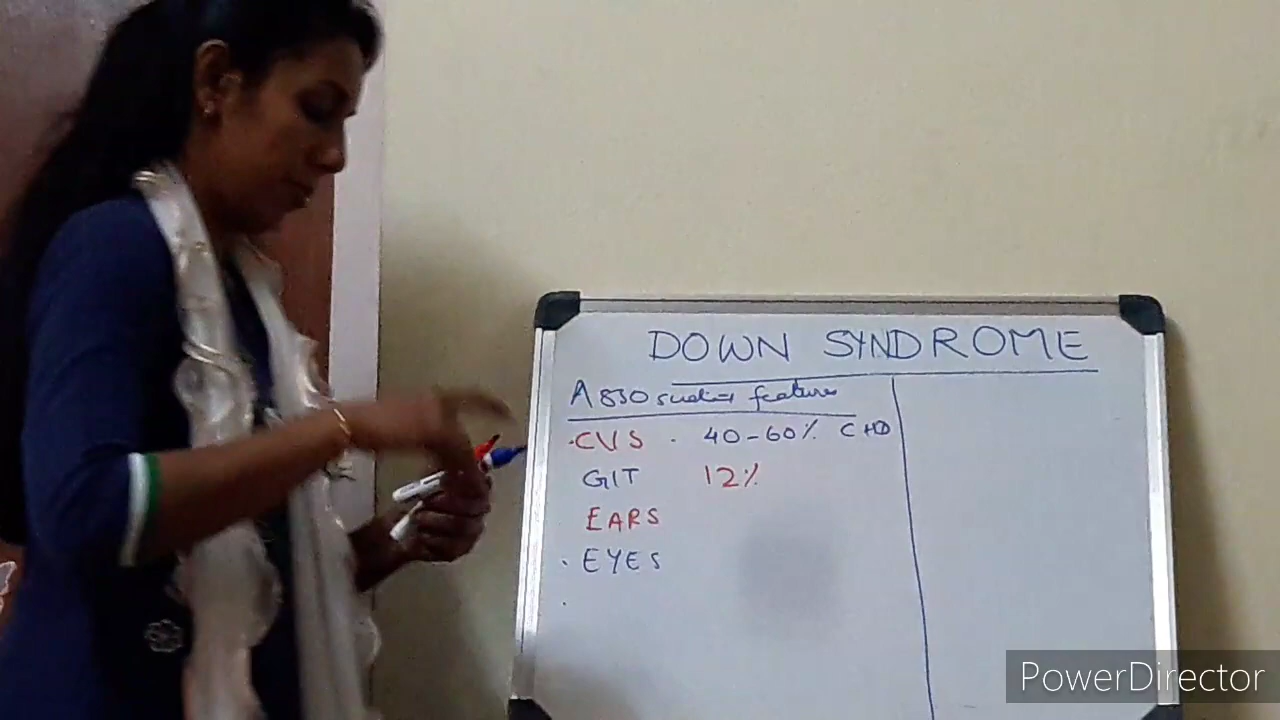 DOWN SYNDROME
Associated features
·CVS · 40-60% CHD
GIT 12%
EARS
· EYES
·
PowerDirector